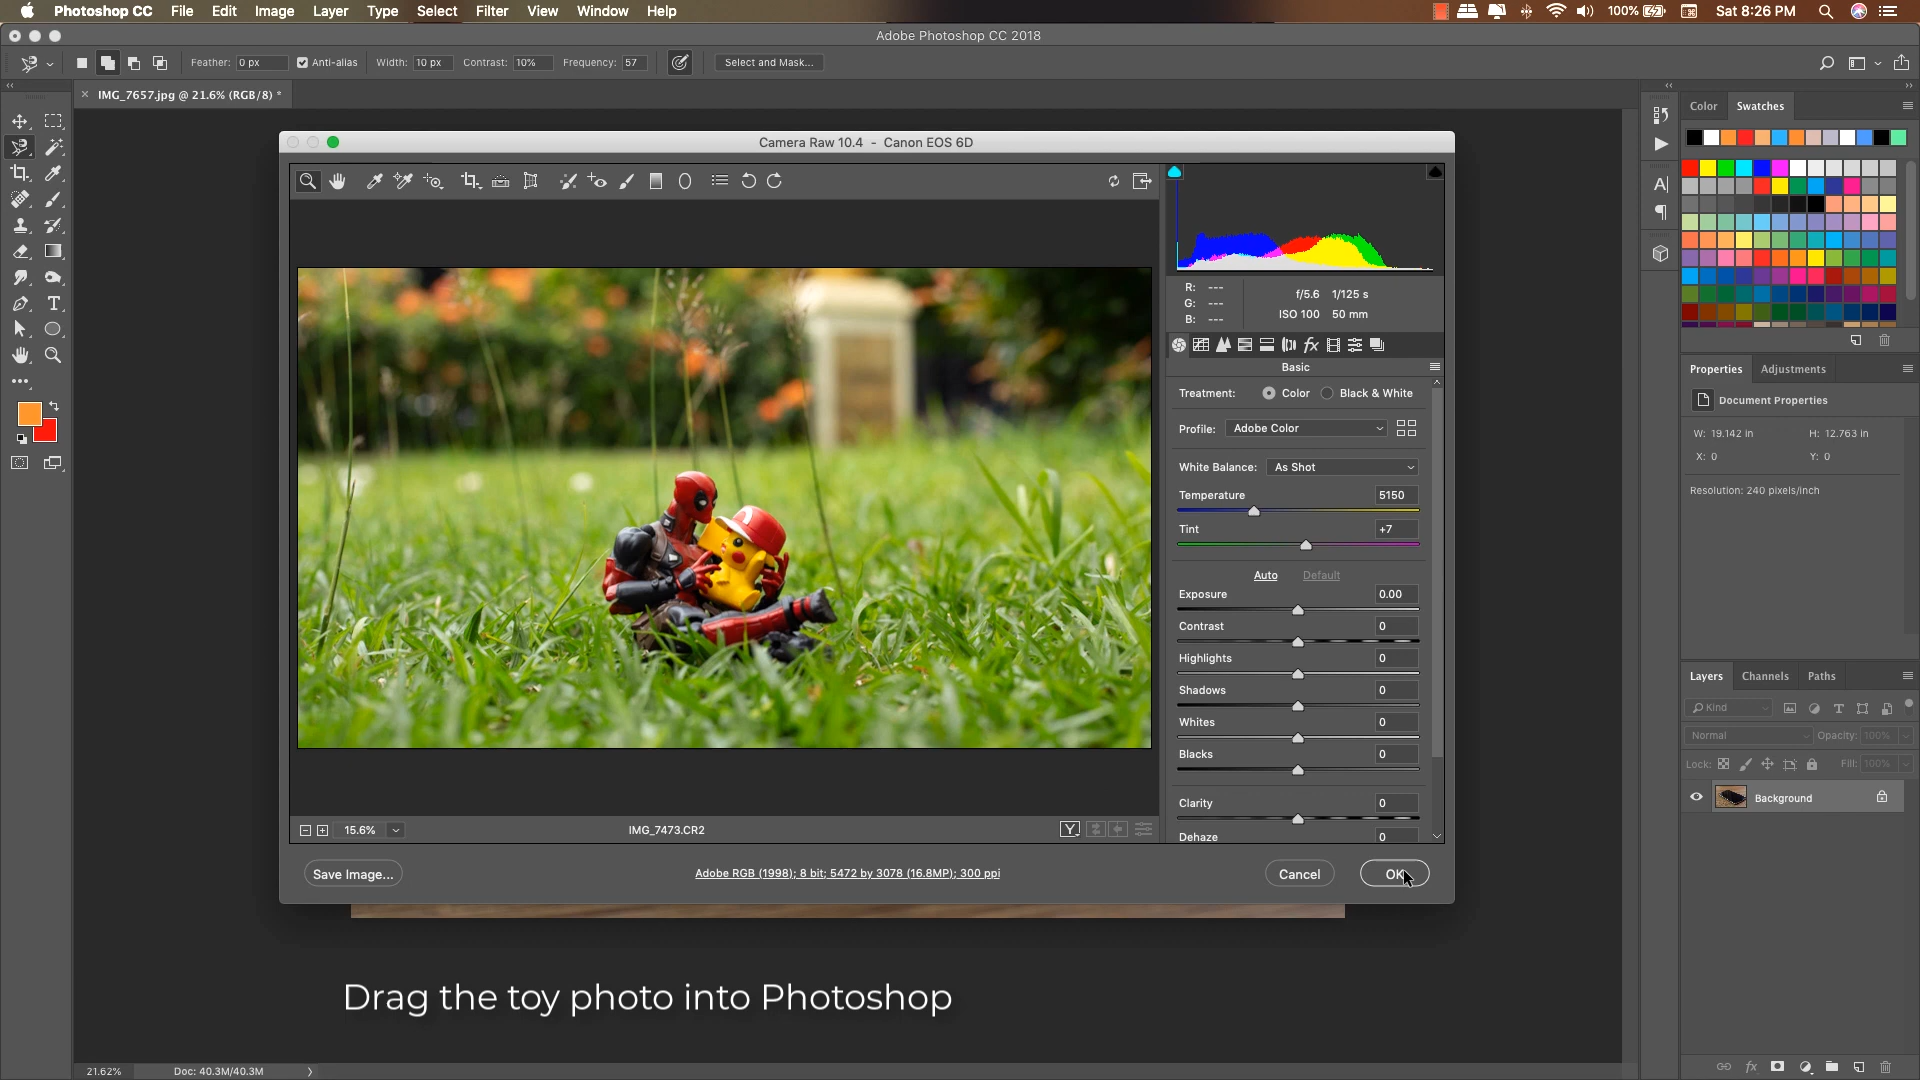 Photoshop CC File Edit Image Layer Type Select Filter View Window Help 100% Sat 8:26 PM
Adobe Photoshop CC 2018
Feather: 0 px Anti-alias Width: 10 px Contrast: 10% Frequency: 57 Select and Mask...
IMG_7657.jpg @ 21.6% (RGB/8) *
Color Swatches
Camera Raw 10.4 - Canon EOS 6D
R: ---
G: ---
B: ---
f/5.6 1/125 s
ISO 100 50 mm
Basic
Treatment: Color Black & White
Profile: Adobe Color
White Balance: As Shot
Temperature 5150
Tint +7
Auto Default
Exposure 0.00
Contrast 0
Highlights 0
Shadows 0
Whites 0
Blacks 0
Clarity 0
Dehaze 0
15.6% IMG_7473.CR2
Save Image... Adobe RGB (1998); 8 bit; 5472 by 3078 (16.8MP); 300 ppi Cancel OK
Properties Adjustments
Document Properties
W: 19.142 in H: 12.763 in
X: 0 Y: 0
Resolution: 240 pixels/inch
Layers Channels Paths
Kind
Normal Opacity: 100%
Lock: Fill: 100%
Background
Drag the toy photo into Photoshop
21.62% Doc: 40.3M/40.3M